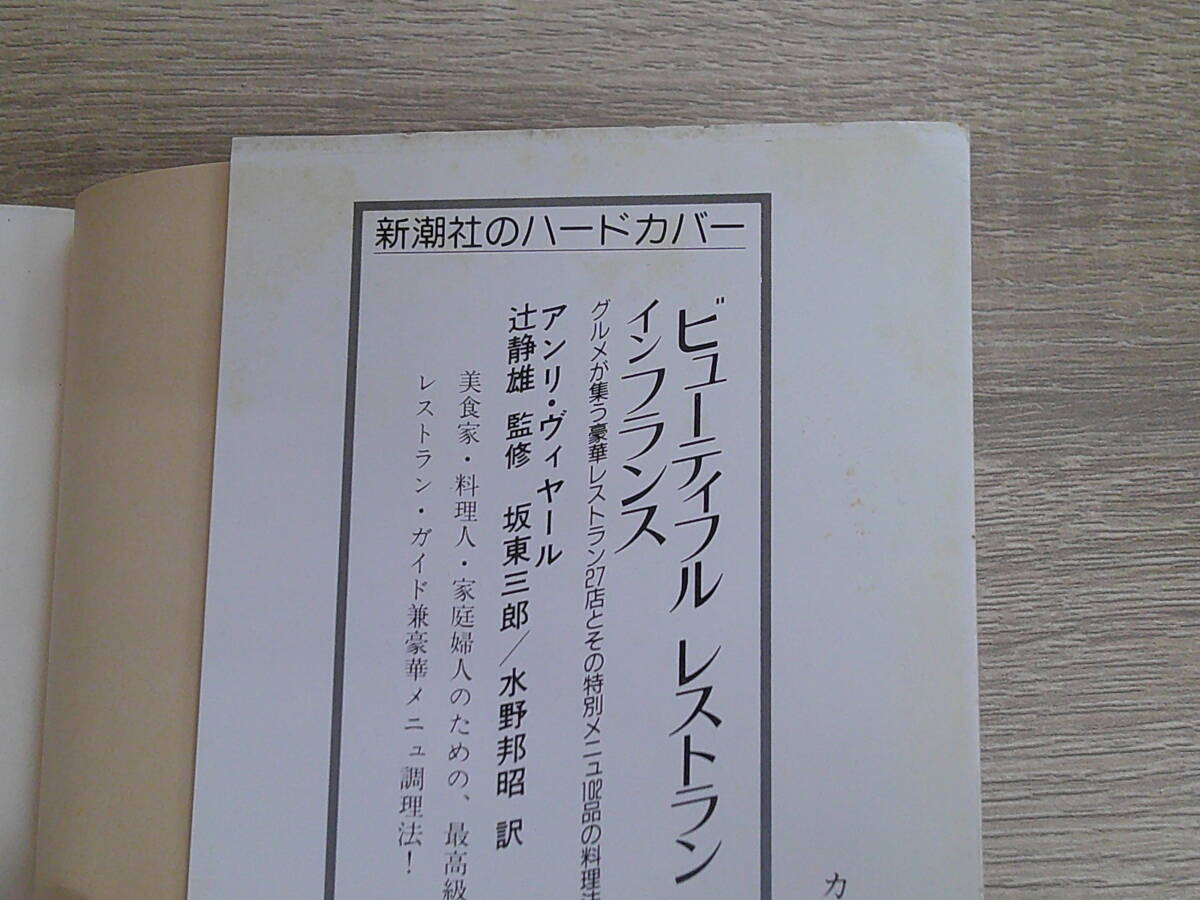 新潮社のハードカバー
ビューティフル レストラン
インフランス
グルメが集う豪華レストラン27店とその特別メニュー102品の料理法
アンリ・ヴィヤール
辻静雄 監修 坂東三郎／水野邦昭 訳
美食家・料理人・家庭婦人のための、最高級
レストラン・ガイド兼豪華メニュ調理法！
カ